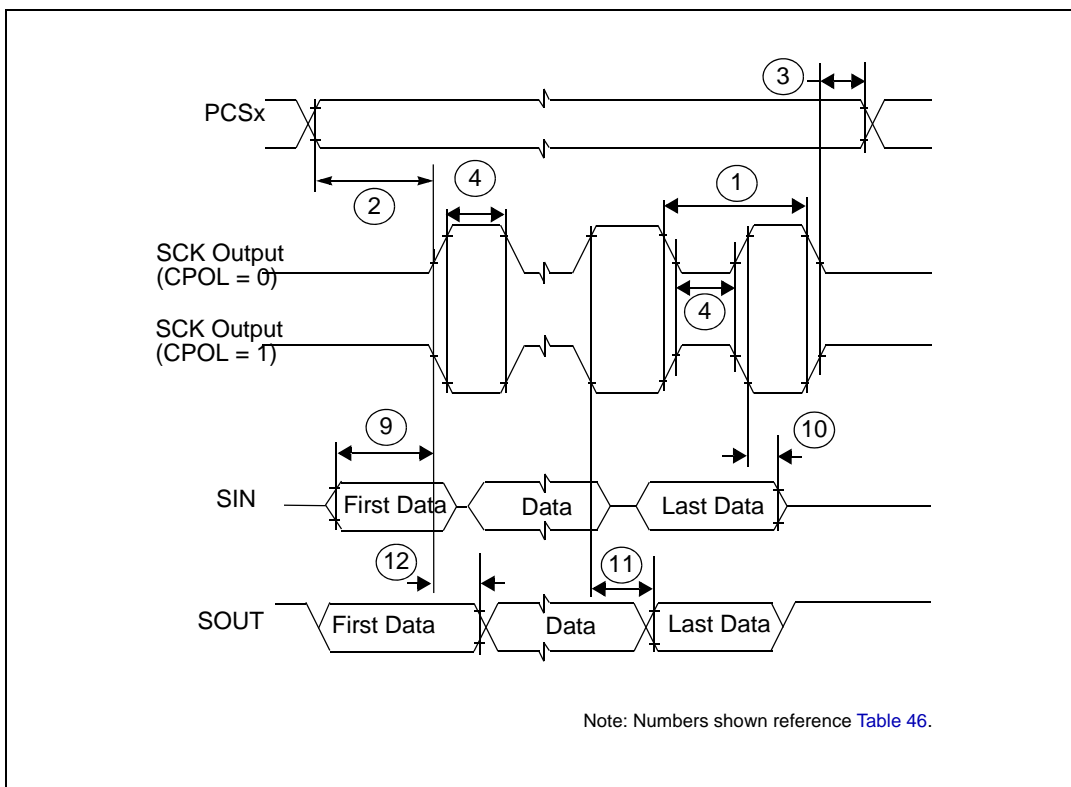 3
PCSx
4
1
2
SCK Output
(CPOL = 0)
4
SCK Output
(CPOL = 1)
9
10
SIN
First Data
Data
Last Data
12
11
SOUT
First Data
Data
Last Data
Note: Numbers shown reference Table 46.